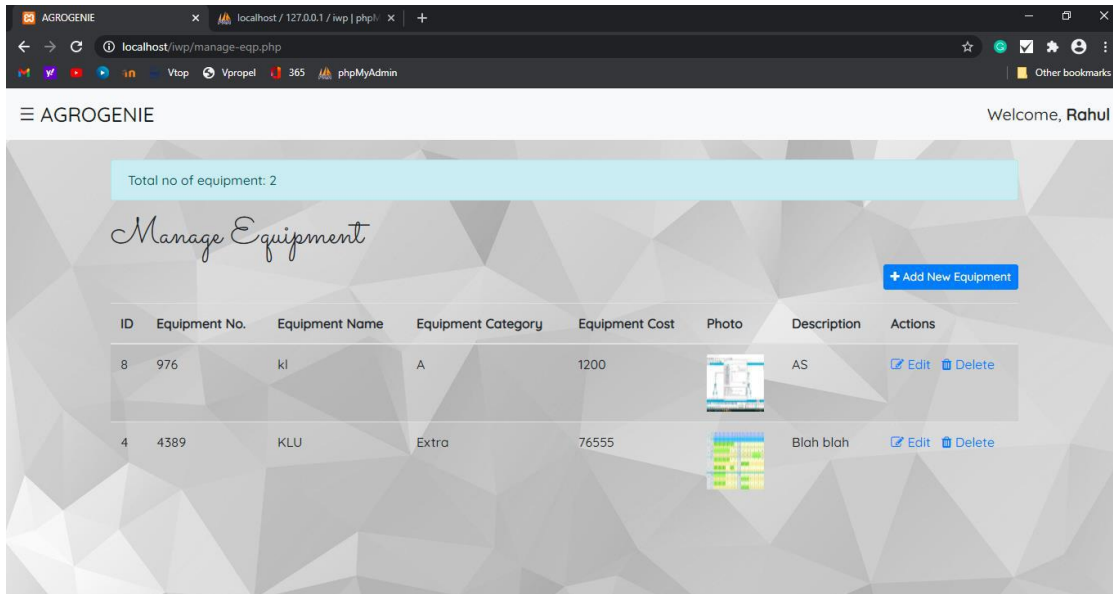 AGROGENIE
localhost / 127.0.0.1 / iwp | phpM
localhost/iwp/manage-eqp.php
Vtop Vpropel 365 phpMyAdmin Other bookmarks
☰ AGROGENIE Welcome, Rahul
Total no of equipment: 2
Manage Equipment
+ Add New Equipment
ID Equipment No. Equipment Name Equipment Category Equipment Cost Photo Description Actions
8 976 kl A 1200 AS Edit Delete
4 4389 KLU Extra 76555 Blah blah Edit Delete